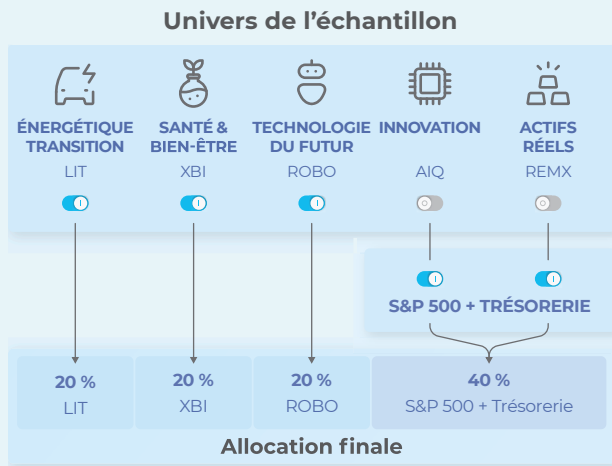 Univers de l’échantillon
ÉNERGÉTIQUE
TRANSITION
LIT
SANTÉ &
BIEN-ÊTRE
XBI
TECHNOLOGIE
DU FUTUR
ROBO
INNOVATION
AIQ
ACTIFS
RÉELS
REMX
S&P 500 + TRÉSORERIE
20 %
LIT
20 %
XBI
20 %
ROBO
40 %
S&P 500 + Trésorerie
Allocation finale